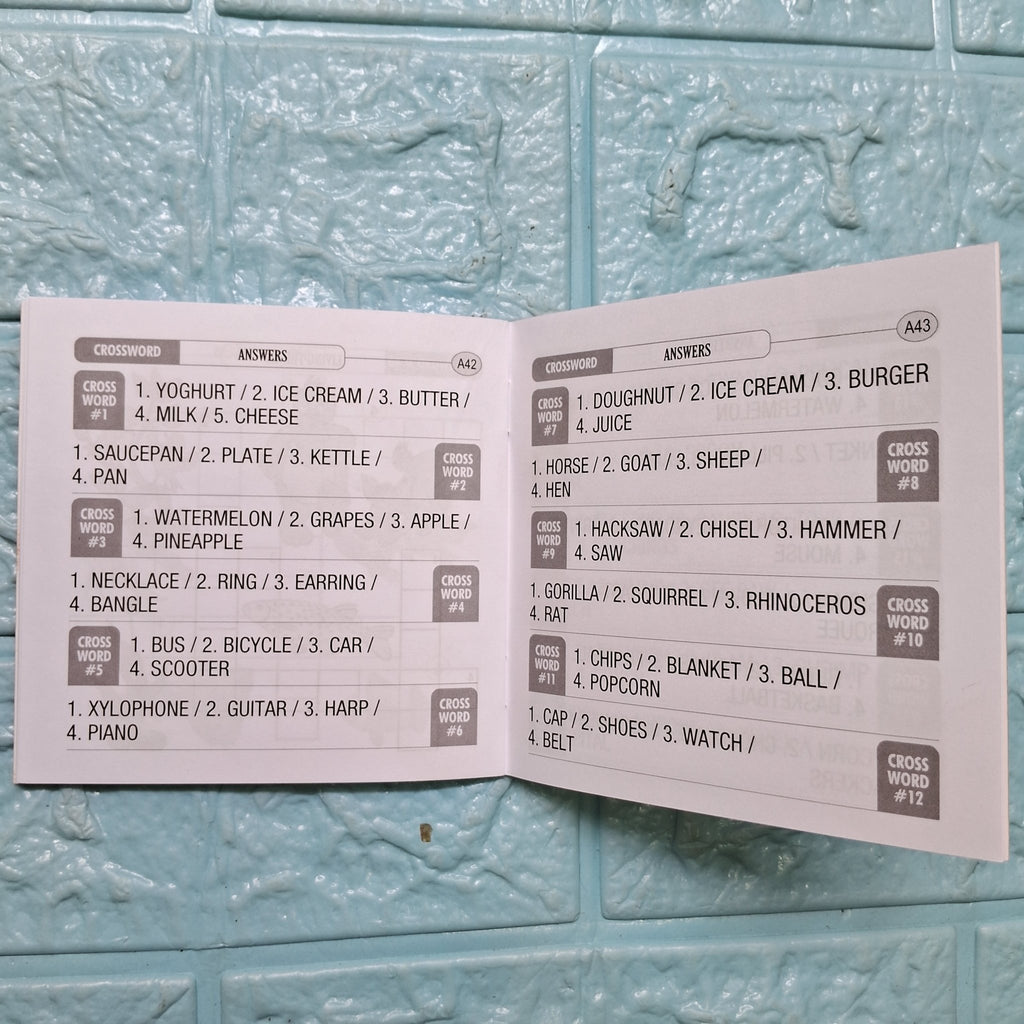 CROSSWORD ANSWERS A42
CROSS WORD #1
1. YOGHURT / 2. ICE CREAM / 3. BUTTER /
4. MILK / 5. CHEESE
1. SAUCEPAN / 2. PLATE / 3. KETTLE /
4. PAN
CROSS WORD #2
CROSS WORD #3
1. WATERMELON / 2. GRAPES / 3. APPLE /
4. PINEAPPLE
1. NECKLACE / 2. RING / 3. EARRING /
4. BANGLE
CROSS WORD #4
CROSS WORD #5
1. BUS / 2. BICYCLE / 3. CAR /
4. SCOOTER
1. XYLOPHONE / 2. GUITAR / 3. HARP /
4. PIANO
CROSS WORD #6
CROSSWORD ANSWERS A43
CROSS WORD #7
1. DOUGHNUT / 2. ICE CREAM / 3. BURGER
4. JUICE
1. HORSE / 2. GOAT / 3. SHEEP /
4. HEN
CROSS WORD #8
CROSS WORD #9
1. HACKSAW / 2. CHISEL / 3. HAMMER /
4. SAW
1. GORILLA / 2. SQUIRREL / 3. RHINOCEROS
4. RAT
CROSS WORD #10
CROSS WORD #11
1. CHIPS / 2. BLANKET / 3. BALL /
4. POPCORN
1. CAP / 2. SHOES / 3. WATCH /
4. BELT
CROSS WORD #12